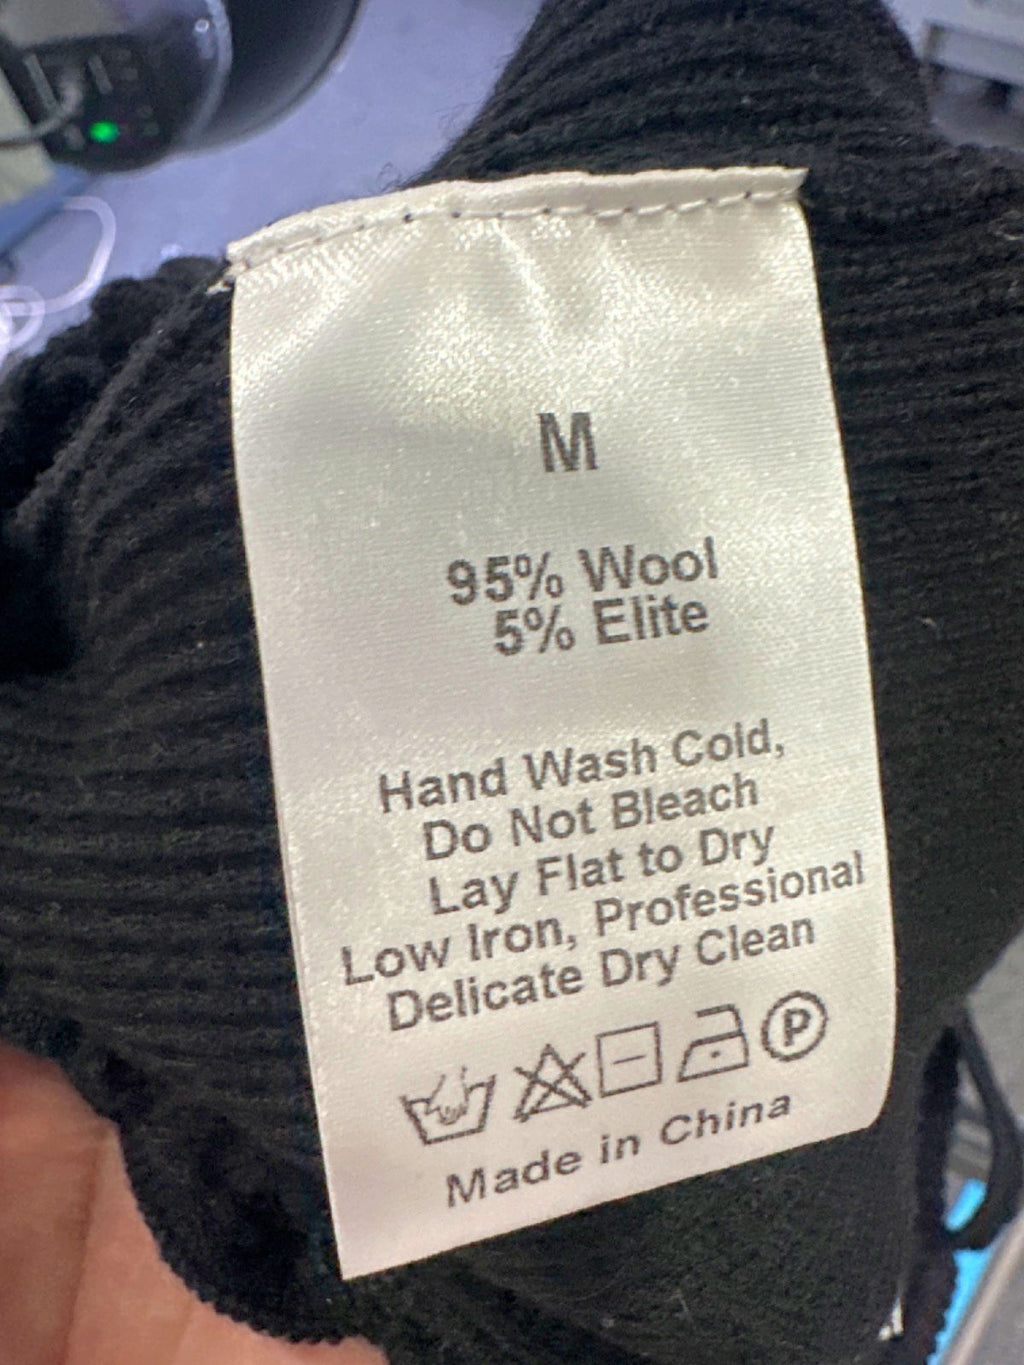 M
95% Wool
5% Elite
Hand Wash Cold,
Do Not Bleach
Lay Flat to Dry
Low Iron, Professional
Delicate Dry Clean
P
Made in China